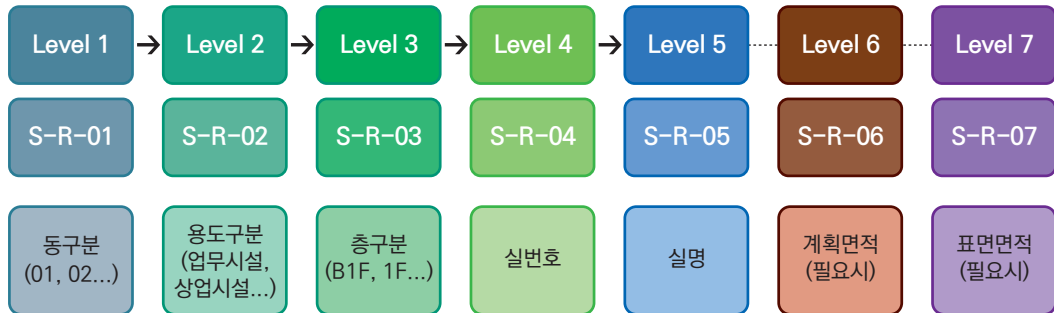 Level 1
Level 2
Level 3
Level 4
Level 5
Level 6
Level 7
S-R-01
S-R-02
S-R-03
S-R-04
S-R-05
S-R-06
S-R-07
동구분
(01, 02...)
용도구분
(업무시설,
상업시설...)
층구분
(B1F, 1F...)
실번호
실명
계획면적
(필요시)
표면면적
(필요시)